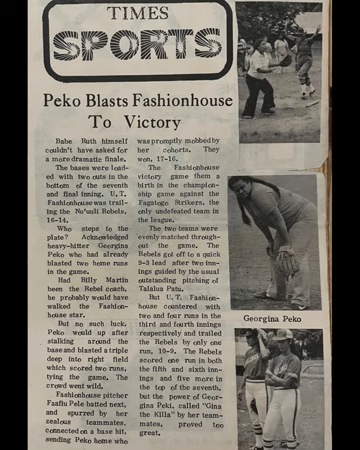 TIMES
SPORTS
Peko Blasts Fashionhouse
To Victory
Babe Ruth himself
couldn't have asked for
a more dramatic finale.
The bases were load-
ed with two outs in the
bottom of the seventh
and final inning. U.T.
Fashionhouse was trail-
ing the Nu'uuli Rebels,
16-14.
Who steps to the
plate? Acknowledged
heavy-hitter Georgina
Peko who had already
blasted two home runs
in the game.
Had Billy Martin
been the Rebel coach,
he probably would have
walked the Fashion-
house star.
But no such luck.
Peko would up after
stalking around the
base and blasted a triple
deep into right field
which scored two runs,
tying the game. The
crowd went wild.
Fashionhouse pitcher
Faafiu Pele batted next,
and spurred by her
zealous teammates,
connected on a base hit,
sending Peko home who
was promptly mobbed by
her cohorts. They
won, 17-16.
The Fashionhouse
victory game them a
birth in the champion-
ship game against the
Fagatogo Strikers, the
only undefeated team in
the league.
The two teams were
evenly matched through-
out the game. The
Rebels got off to a quick
9-3 lead after two inn-
ings guided by the usual
outstanding pitching of
Talalua Patu.
But U.T. Fashion-
house countered with
two and four runs in the
third and fourth innings
respectively and trailed
the Rebels by only one
run, 10-9. The Rebels
scored one run in both
the fifth and sixth inn-
ings and five more in
the top of the seventh,
but the power of Geor-
gina Peki, called "Gina
the Killa" by her team-
mates, proved too
great.
Georgina Peko